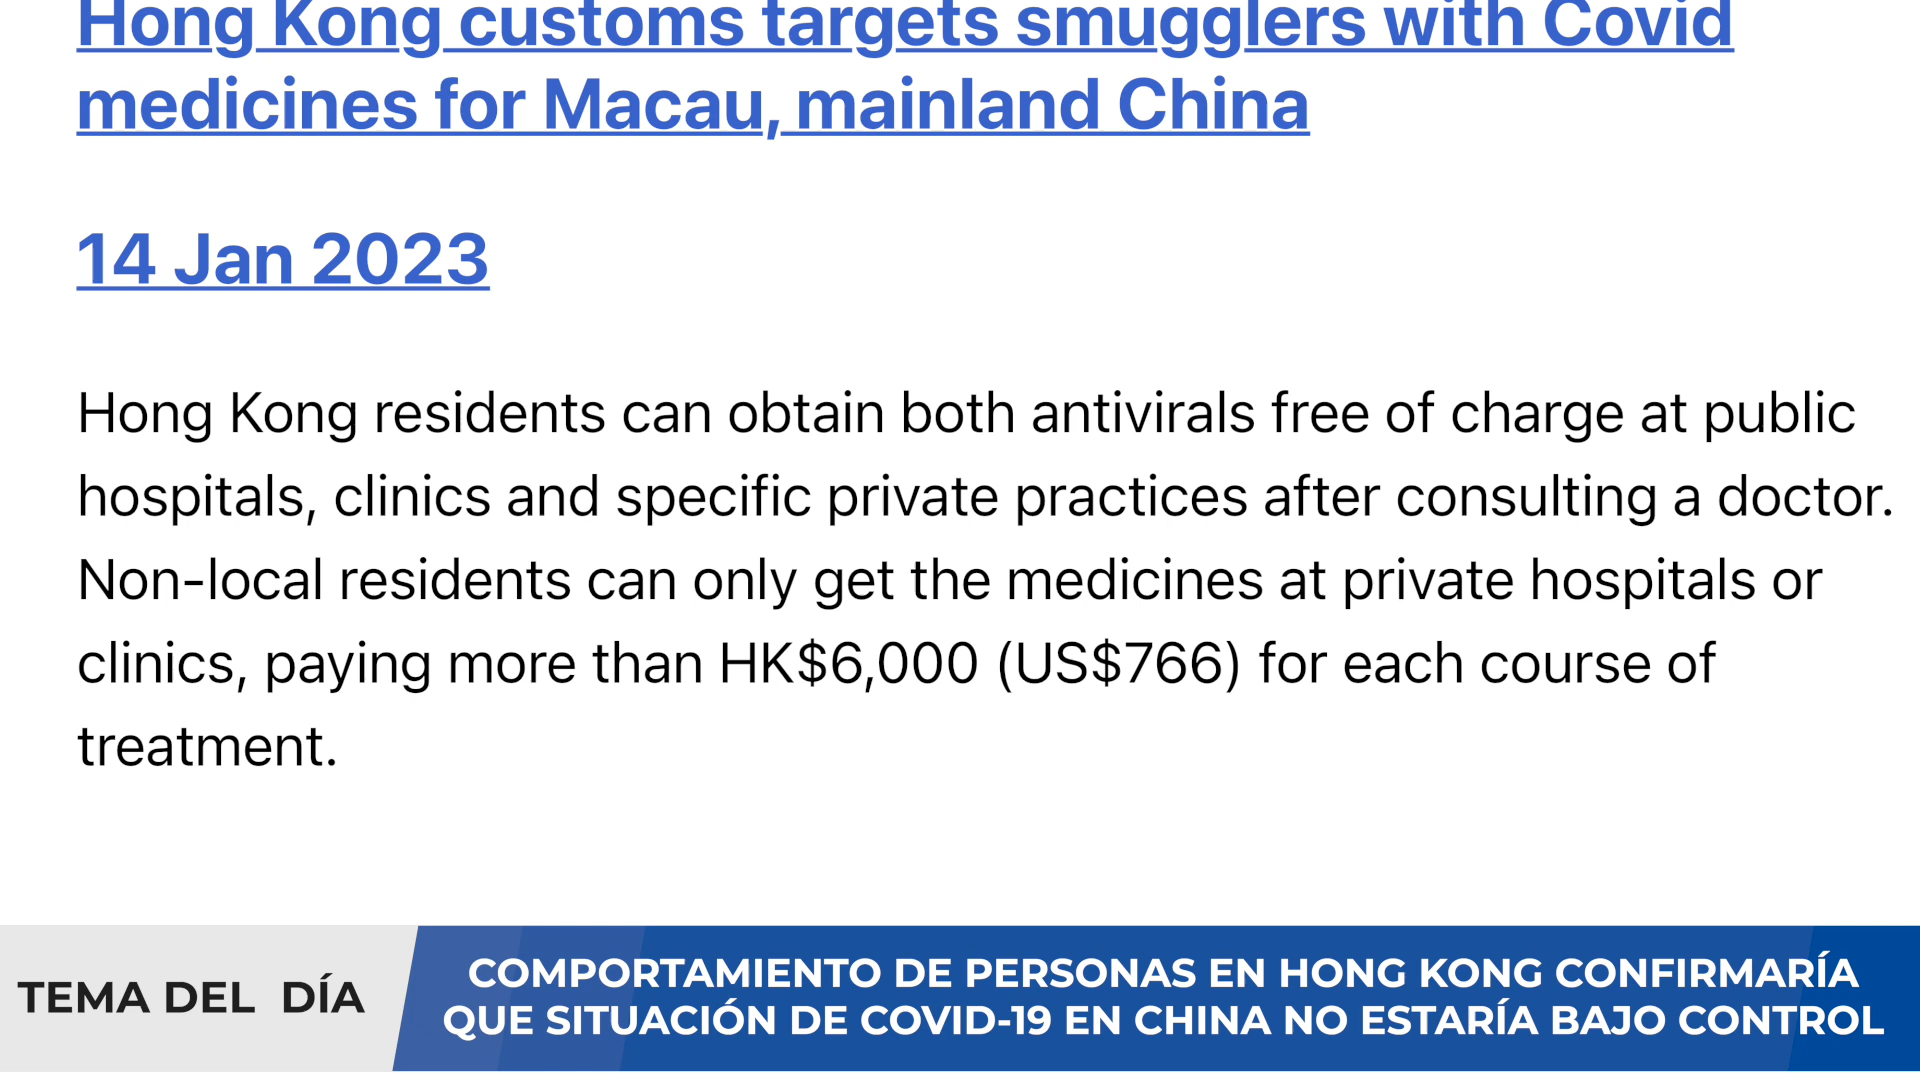 Hong Kong customs targets smugglers with Covid
medicines for Macau, mainland China
14 Jan 2023
Hong Kong residents can obtain both antivirals free of charge at public
hospitals, clinics and specific private practices after consulting a doctor.
Non-local residents can only get the medicines at private hospitals or
clinics, paying more than HK$6,000 (US$766) for each course of
treatment.
TEMA DEL DÍA
COMPORTAMIENTO DE PERSONAS EN HONG KONG CONFIRMARÍA
QUE SITUACIÓN DE COVID-19 EN CHINA NO ESTARÍA BAJO CONTROL